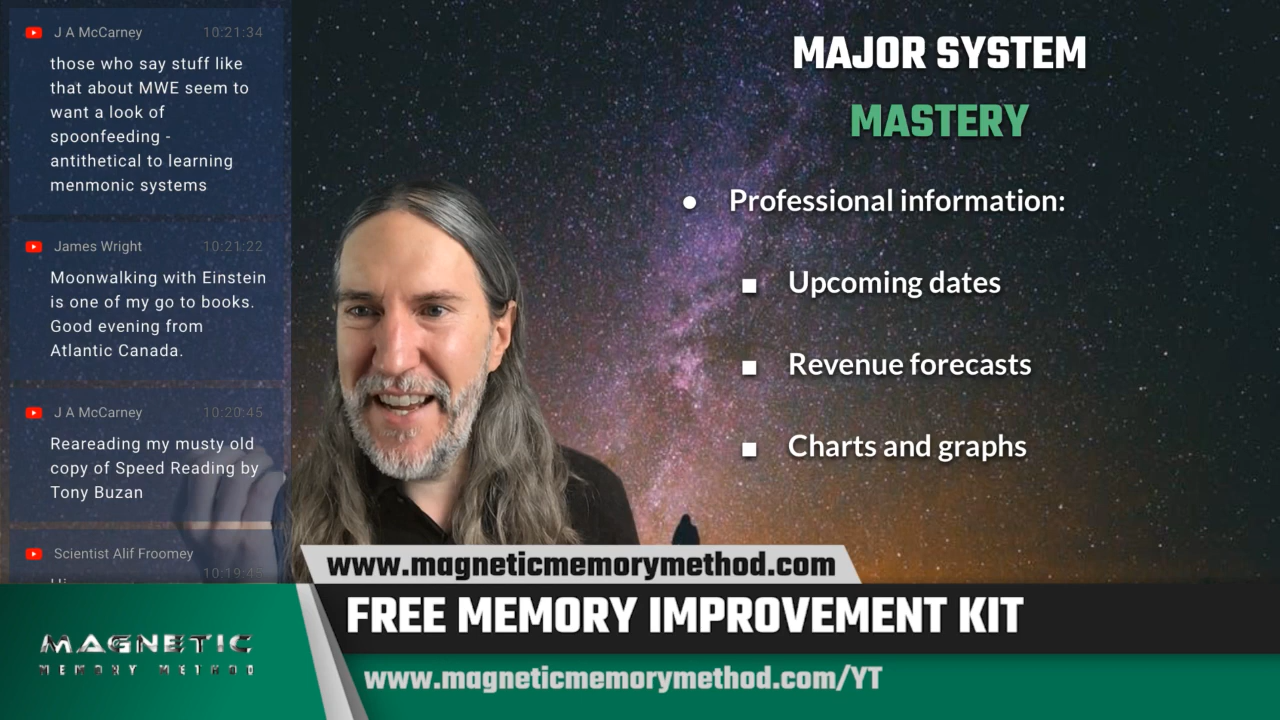 J A McCarney 10:21:34
those who say stuff like
that about MWE seem to
want a look of
spoonfeeding -
antithetical to learning
menmonic systems
James Wright 10:21:22
Moonwalking with Einstein
is one of my go to books.
Good evening from
Atlantic Canada.
J A McCarney 10:20:45
Reareading my musty old
copy of Speed Reading by
Tony Buzan
Scientist Alif Froomey
MAJOR SYSTEM
MASTERY
• Professional information:
▪ Upcoming dates
▪ Revenue forecasts
▪ Charts and graphs
www.magneticmemorymethod.com
FREE MEMORY IMPROVEMENT KIT
www.magneticmemorymethod.com/YT
MAGNETIC
MEMORY METHOD